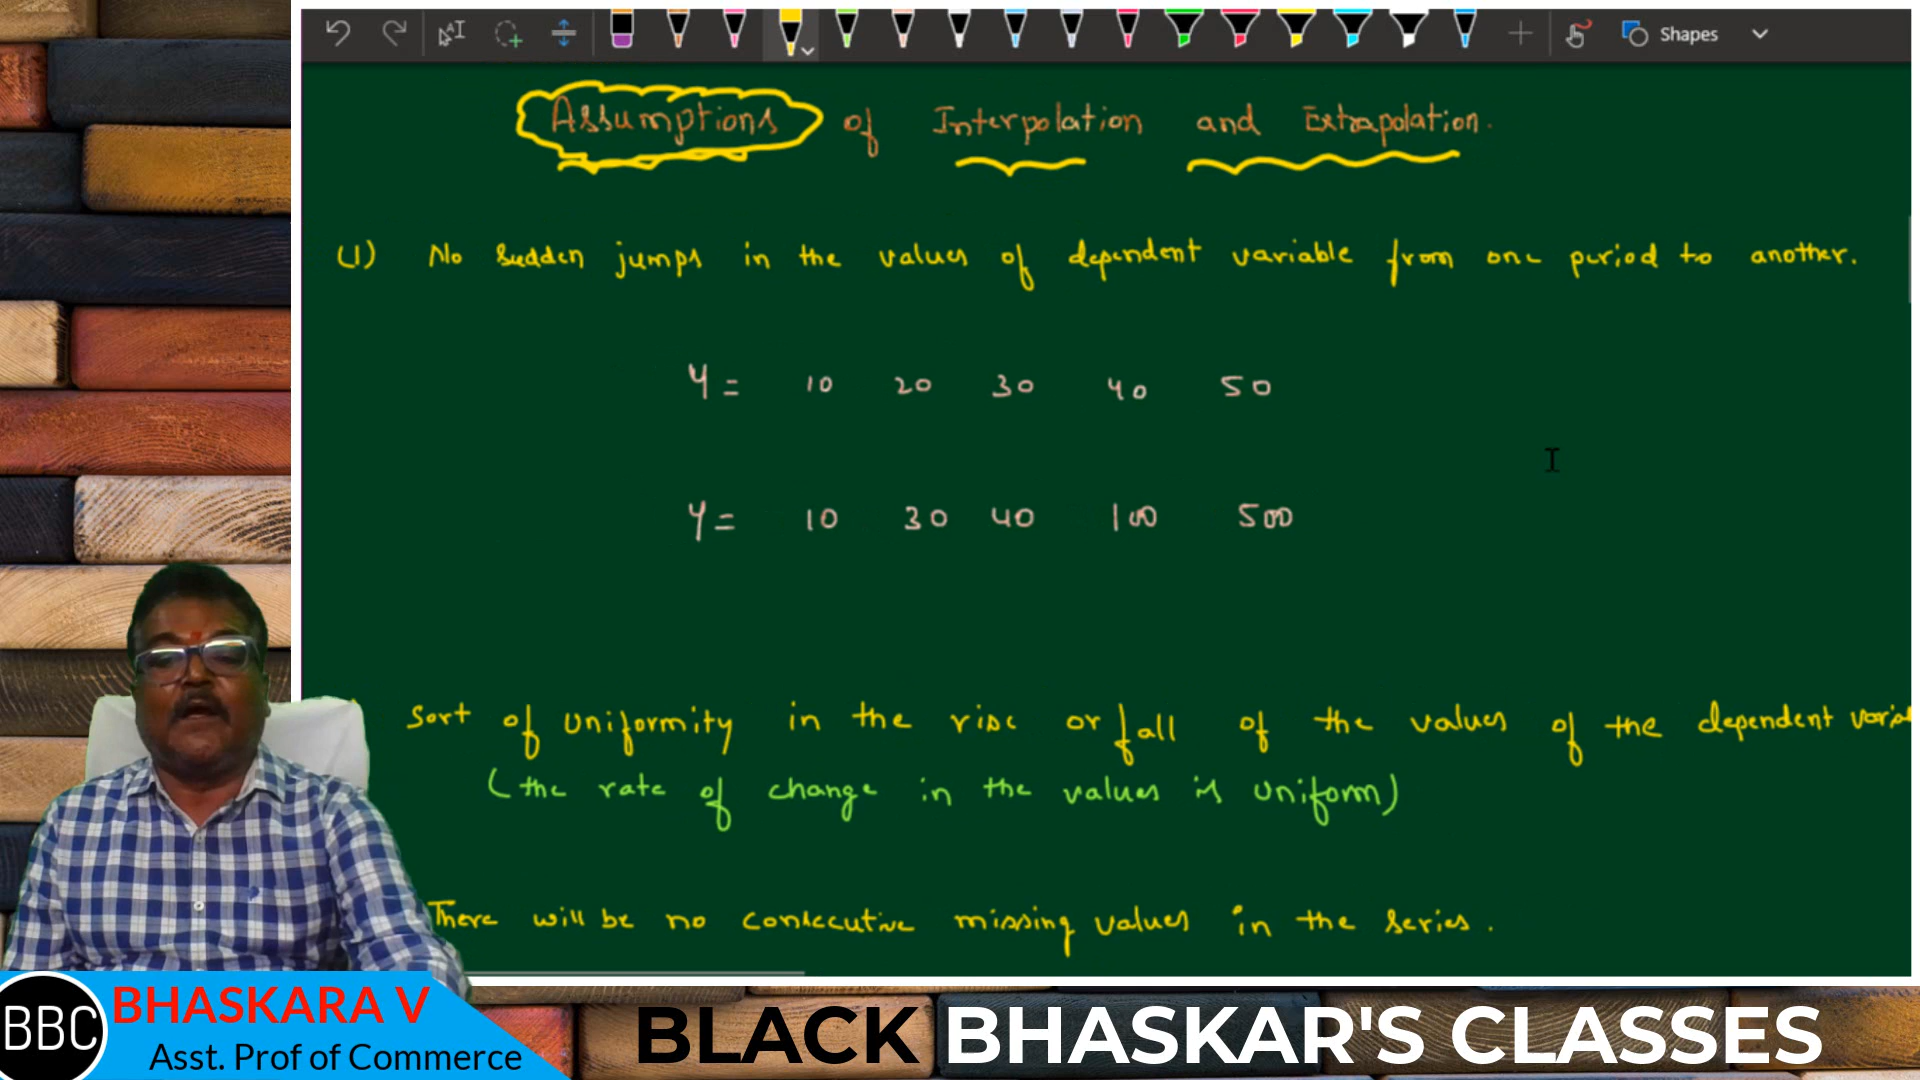 Shapes
Assumptions of Interpolation and Extrapolation.
(1) No sudden jumps in the values of dependent variable from one period to another.
Y = 10 20 30 40 50
Y = 10 30 40 100 500
Sort of uniformity in the rise or fall of the values of the dependent
(the rate of change in the values is uniform)
There will be no consecutive missing values in the series.
BBC
BHASKARA V
Asst. Prof of Commerce
BLACK BHASKAR'S CLASSES